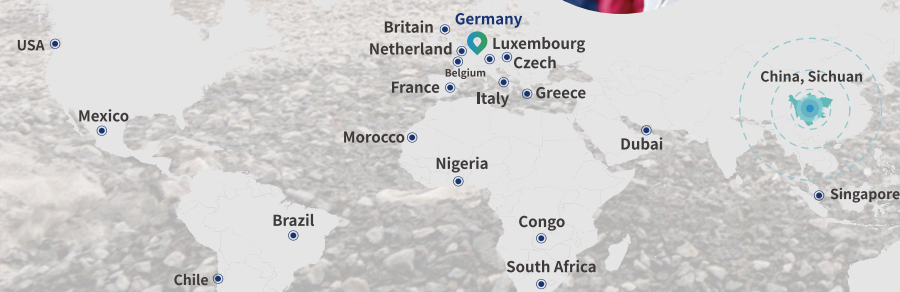 Germany
Britain
USA
Netherland
Luxembourg
Czech
Belgium
China, Sichuan
France
Italy
Greece
Mexico
Morocco
Dubai
Nigeria
Singapore
Brazil
Congo
South Africa
Chile